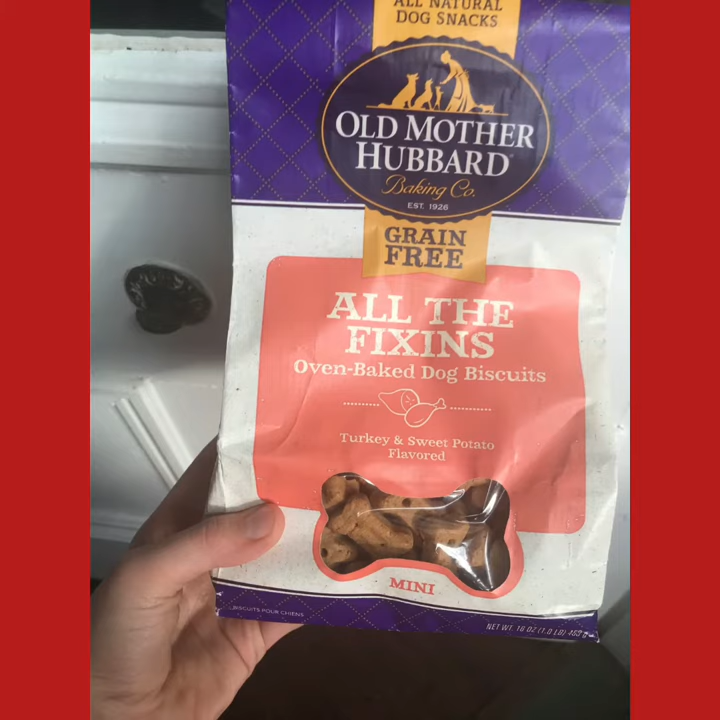 ALL NATURAL
DOG SNACKS
OLD MOTHER
HUBBARD
Baking Co.
EST. 1926
GRAIN
FREE
ALL THE
FIXINS
Oven-Baked Dog Biscuits
Turkey & Sweet Potato
Flavored
MINI
BISCUITS POUR CHIENS
NET WT. 16 OZ (1.0 LB) 453 g